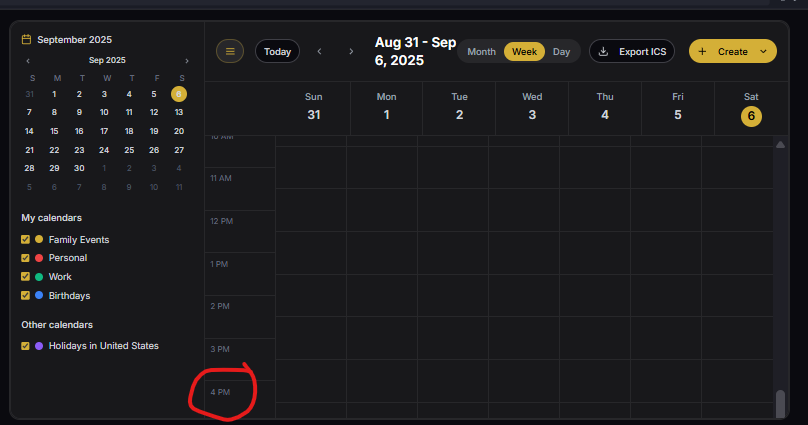 September 2025
Sep 2025
S M T W T F S
31 1 2 3 4 5 6
7 8 9 10 11 12 13
14 15 16 17 18 19 20
21 22 23 24 25 26 27
28 29 30 1 2 3 4
5 6 7 8 9 10 11
My calendars
Family Events
Personal
Work
Birthdays
Other calendars
Holidays in United States
Today
Aug 31 - Sep
6, 2025
Month Week Day
Export ICS
Create
Sun Mon Tue Wed Thu Fri Sat
31 1 2 3 4 5 6
10 AM
11 AM
12 PM
1 PM
2 PM
3 PM
4 PM